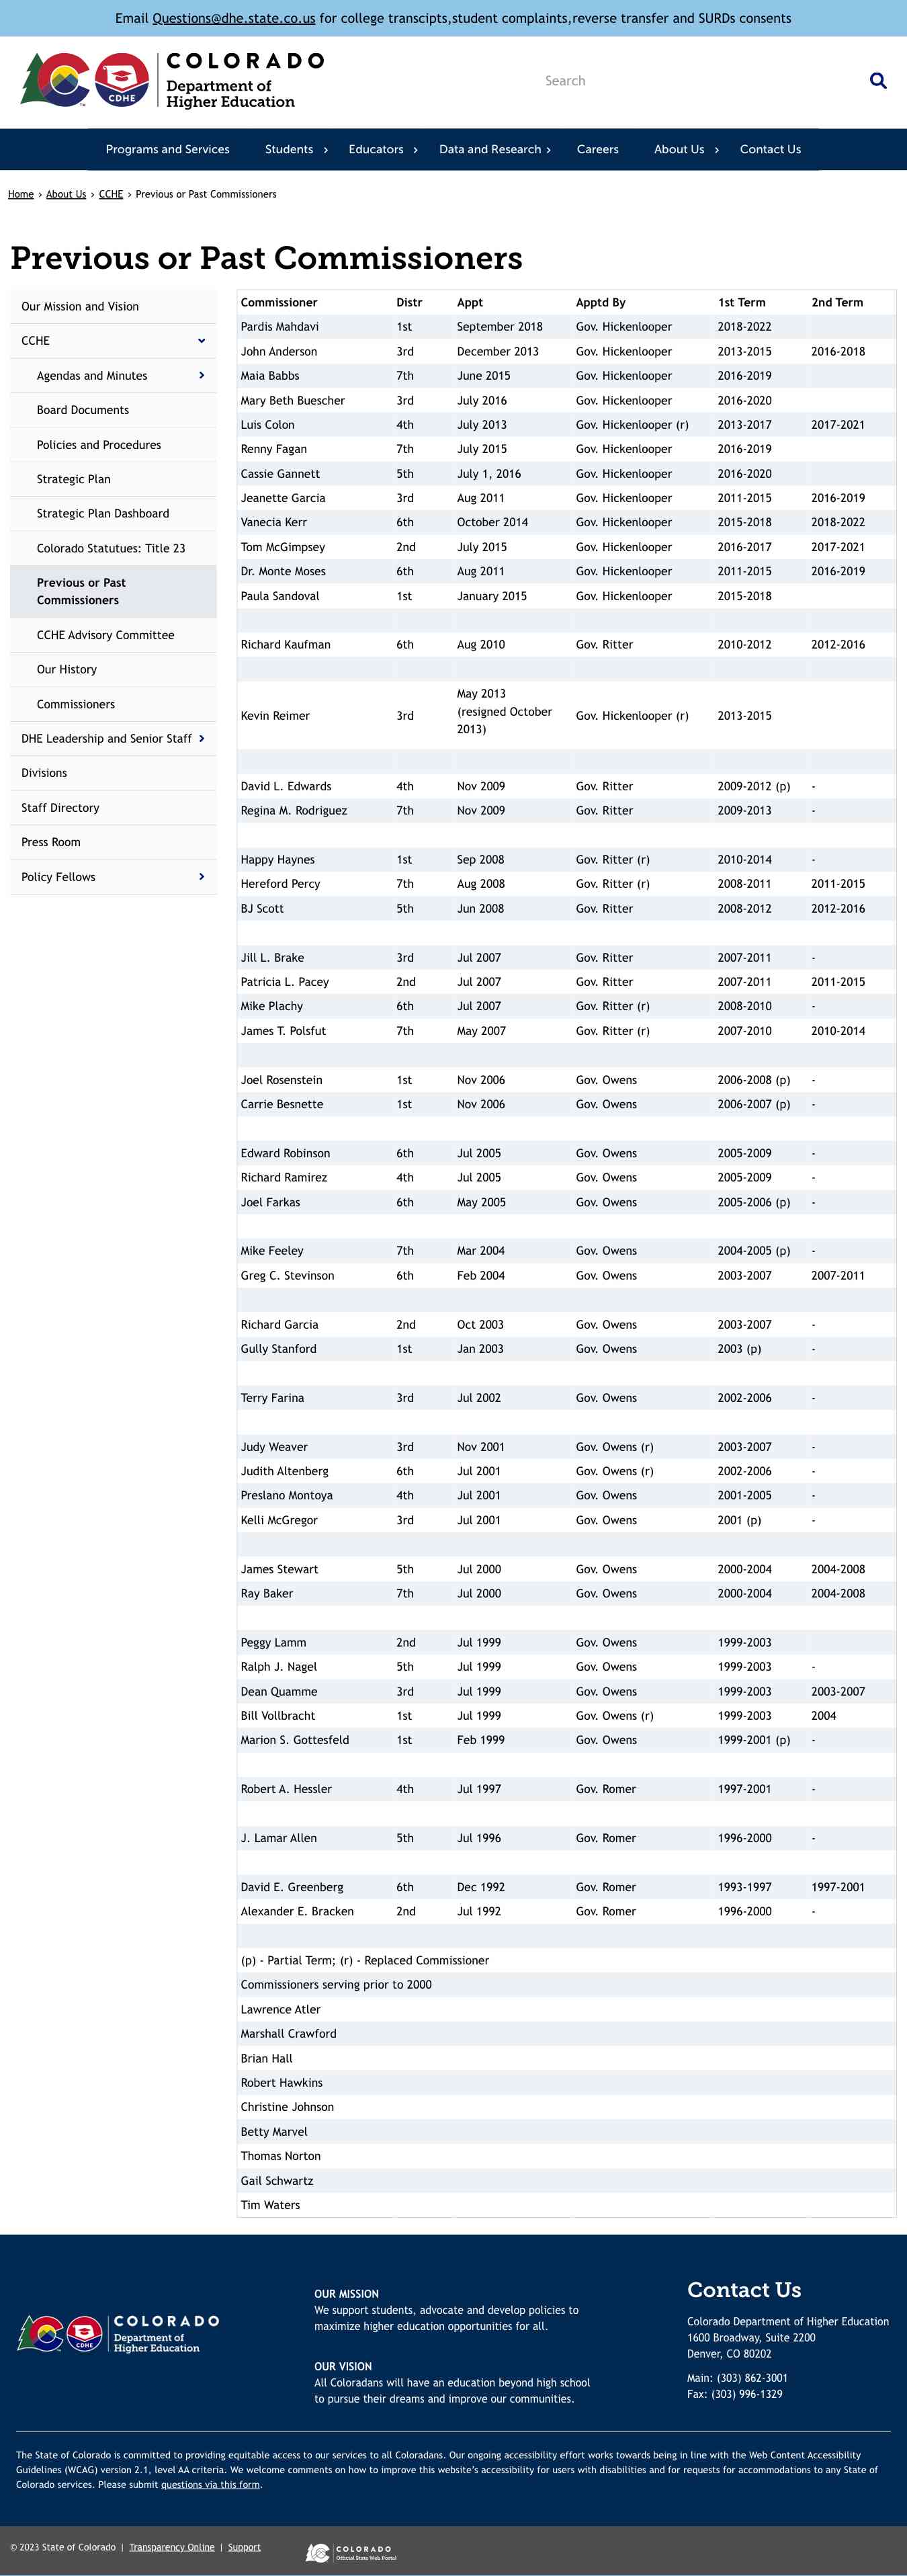 Email Questions@dhe.state.co.us for college transcipts,student complaints,reverse transfer and SURDs consents
COLORADO
Department of
Higher Education
CDHE
Search
Programs and Services Students Educators Data and Research Careers About Us Contact Us
Home › About Us › CCHE › Previous or Past Commissioners
Previous or Past Commissioners
Our Mission and Vision
CCHE
Agendas and Minutes
Board Documents
Policies and Procedures
Strategic Plan
Strategic Plan Dashboard
Colorado Statutues: Title 23
Previous or Past
Commissioners
CCHE Advisory Committee
Our History
Commissioners
DHE Leadership and Senior Staff
Divisions
Staff Directory
Press Room
Policy Fellows
Commissioner Distr Appt Apptd By 1st Term 2nd Term
Pardis Mahdavi 1st September 2018 Gov. Hickenlooper 2018-2022
John Anderson 3rd December 2013 Gov. Hickenlooper 2013-2015 2016-2018
Maia Babbs 7th June 2015 Gov. Hickenlooper 2016-2019
Mary Beth Buescher 3rd July 2016 Gov. Hickenlooper 2016-2020
Luis Colon 4th July 2013 Gov. Hickenlooper (r) 2013-2017 2017-2021
Renny Fagan 7th July 2015 Gov. Hickenlooper 2016-2019
Cassie Gannett 5th July 1, 2016 Gov. Hickenlooper 2016-2020
Jeanette Garcia 3rd Aug 2011 Gov. Hickenlooper 2011-2015 2016-2019
Vanecia Kerr 6th October 2014 Gov. Hickenlooper 2015-2018 2018-2022
Tom McGimpsey 2nd July 2015 Gov. Hickenlooper 2016-2017 2017-2021
Dr. Monte Moses 6th Aug 2011 Gov. Hickenlooper 2011-2015 2016-2019
Paula Sandoval 1st January 2015 Gov. Hickenlooper 2015-2018
Richard Kaufman 6th Aug 2010 Gov. Ritter 2010-2012 2012-2016
Kevin Reimer 3rd May 2013 (resigned October 2013) Gov. Hickenlooper (r) 2013-2015
David L. Edwards 4th Nov 2009 Gov. Ritter 2009-2012 (p) -
Regina M. Rodriguez 7th Nov 2009 Gov. Ritter 2009-2013 -
Happy Haynes 1st Sep 2008 Gov. Ritter (r) 2010-2014 -
Hereford Percy 7th Aug 2008 Gov. Ritter (r) 2008-2011 2011-2015
BJ Scott 5th Jun 2008 Gov. Ritter 2008-2012 2012-2016
Jill L. Brake 3rd Jul 2007 Gov. Ritter 2007-2011 -
Patricia L. Pacey 2nd Jul 2007 Gov. Ritter 2007-2011 2011-2015
Mike Plachy 6th Jul 2007 Gov. Ritter (r) 2008-2010 -
James T. Polsfut 7th May 2007 Gov. Ritter (r) 2007-2010 2010-2014
Joel Rosenstein 1st Nov 2006 Gov. Owens 2006-2008 (p) -
Carrie Besnette 1st Nov 2006 Gov. Owens 2006-2007 (p) -
Edward Robinson 6th Jul 2005 Gov. Owens 2005-2009 -
Richard Ramirez 4th Jul 2005 Gov. Owens 2005-2009 -
Joel Farkas 6th May 2005 Gov. Owens 2005-2006 (p) -
Mike Feeley 7th Mar 2004 Gov. Owens 2004-2005 (p) -
Greg C. Stevinson 6th Feb 2004 Gov. Owens 2003-2007 2007-2011
Richard Garcia 2nd Oct 2003 Gov. Owens 2003-2007 -
Gully Stanford 1st Jan 2003 Gov. Owens 2003 (p) -
Terry Farina 3rd Jul 2002 Gov. Owens 2002-2006 -
Judy Weaver 3rd Nov 2001 Gov. Owens (r) 2003-2007 -
Judith Altenberg 6th Jul 2001 Gov. Owens (r) 2002-2006 -
Preslano Montoya 4th Jul 2001 Gov. Owens 2001-2005 -
Kelli McGregor 3rd Jul 2001 Gov. Owens 2001 (p) -
James Stewart 5th Jul 2000 Gov. Owens 2000-2004 2004-2008
Ray Baker 7th Jul 2000 Gov. Owens 2000-2004 2004-2008
Peggy Lamm 2nd Jul 1999 Gov. Owens 1999-2003
Ralph J. Nagel 5th Jul 1999 Gov. Owens 1999-2003 -
Dean Quamme 3rd Jul 1999 Gov. Owens 1999-2003 2003-2007
Bill Vollbracht 1st Jul 1999 Gov. Owens (r) 1999-2003 2004
Marion S. Gottesfeld 1st Feb 1999 Gov. Owens 1999-2001 (p) -
Robert A. Hessler 4th Jul 1997 Gov. Romer 1997-2001 -
J. Lamar Allen 5th Jul 1996 Gov. Romer 1996-2000 -
David E. Greenberg 6th Dec 1992 Gov. Romer 1993-1997 1997-2001
Alexander E. Bracken 2nd Jul 1992 Gov. Romer 1996-2000 -
(p) - Partial Term; (r) - Replaced Commissioner
Commissioners serving prior to 2000
Lawrence Atler
Marshall Crawford
Brian Hall
Robert Hawkins
Christine Johnson
Betty Marvel
Thomas Norton
Gail Schwartz
Tim Waters
COLORADO
Department of
Higher Education
CDHE
OUR MISSION
We support students, advocate and develop policies to
maximize higher education opportunities for all.
OUR VISION
All Coloradans will have an education beyond high school
to pursue their dreams and improve our communities.
Contact Us
Colorado Department of Higher Education
1600 Broadway, Suite 2200
Denver, CO 80202
Main: (303) 862-3001
Fax: (303) 996-1329
The State of Colorado is committed to providing equitable access to our services to all Coloradans. Our ongoing accessibility effort works towards being in line with the Web Content Accessibility
Guidelines (WCAG) version 2.1, level AA criteria. We welcome comments on how to improve this website's accessibility for users with disabilities and for requests for accommodations to any State of
Colorado services. Please submit questions via this form.
© 2023 State of Colorado | Transparency Online | Support
COLORADO
Official State Web Portal